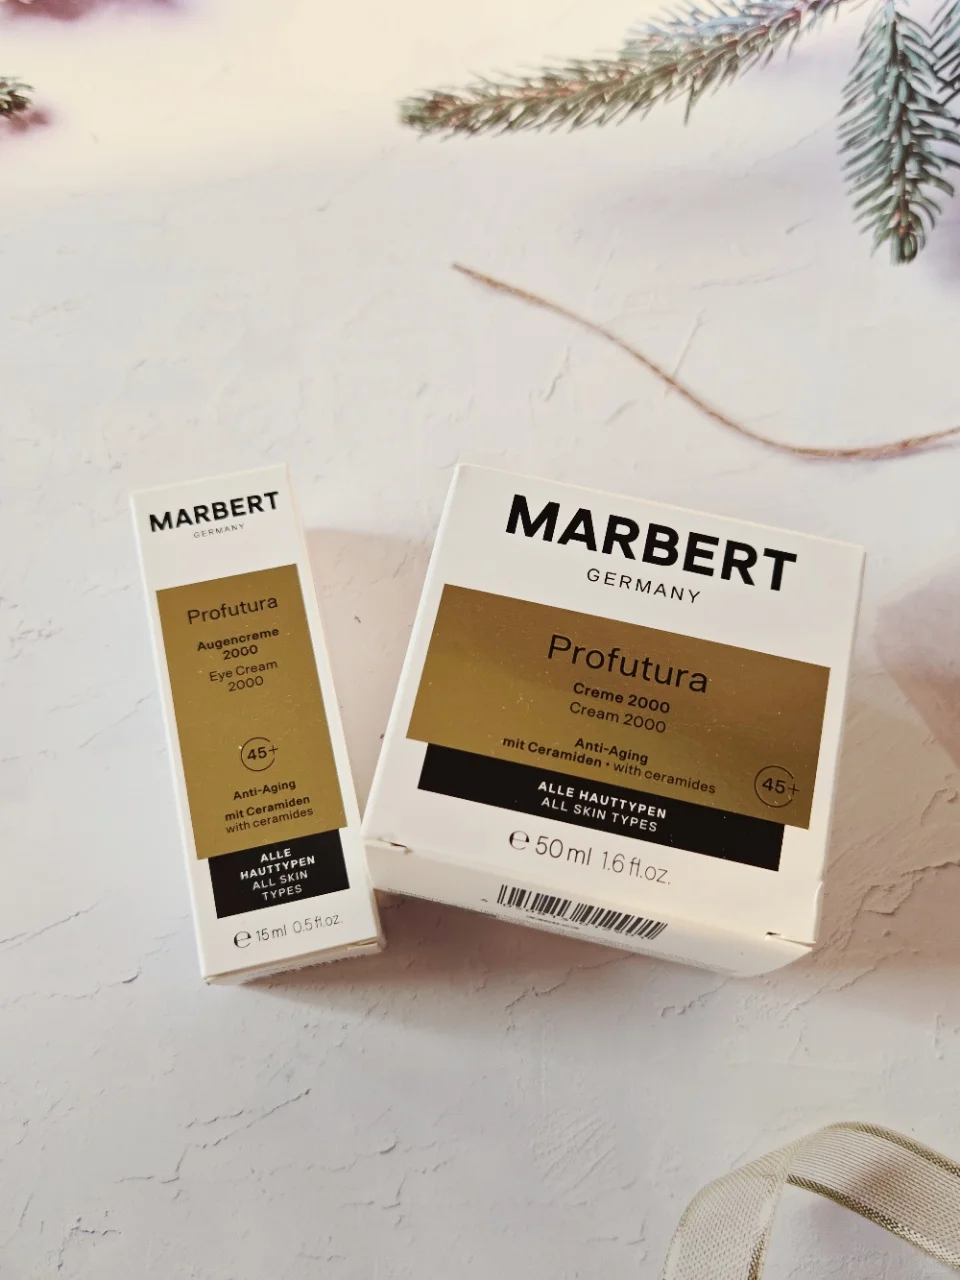 MARBERT
GERMANY
Profutura
Augencreme
2000
Eye Cream
2000
45+
Anti-Aging
mit Ceramiden
with ceramides
ALLE
HAUTTYPEN
ALL SKIN
TYPES
℮ 15 ml 0.5 fl.oz.
MARBERT
GERMANY
Profutura
Creme 2000
Cream 2000
Anti-Aging
mit Ceramiden • with ceramides
45+
ALLE HAUTTYPEN
ALL SKIN TYPES
℮ 50 ml 1.6 fl.oz.